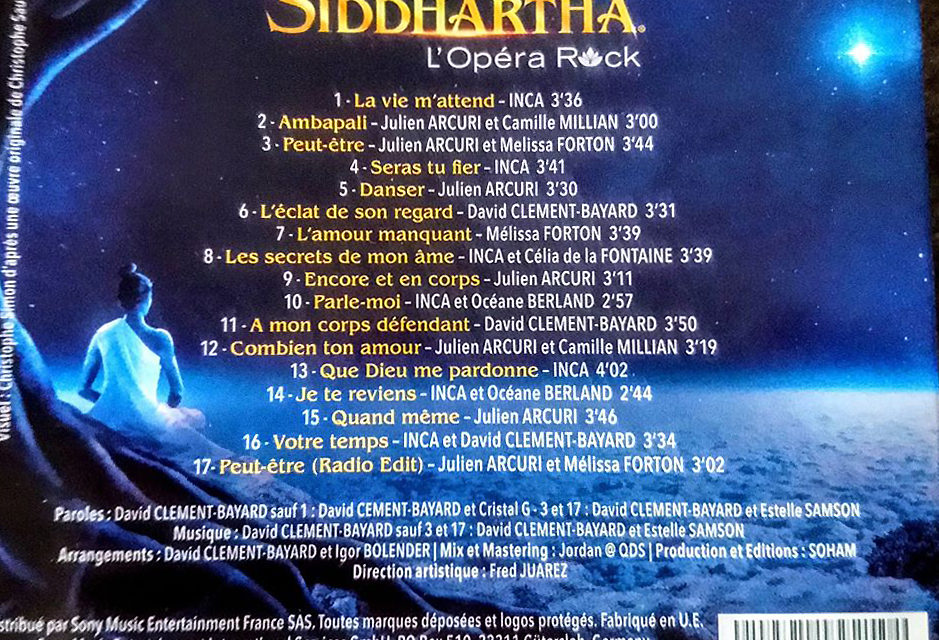 SIDDHARTHA
L'Opéra Rock
1 - La vie m'attend - INCA 3'36
2 - Ambapali - Julien ARCURI et Camille MILLIAN 3'00
3 - Peut-être - Julien ARCURI et Melissa FORTON 3'44
4 - Seras tu fier - INCA 3'41
5 - Danser - Julien ARCURI 3'30
6 - L'éclat de son regard - David CLEMENT-BAYARD 3'31
7 - L'amour manquant - Mélissa FORTON 3'39
8 - Les secrets de mon âme - INCA et Célia de la FONTAINE 3'39
9 - Encore et en corps - Julien ARCURI 3'11
10 - Parle-moi - INCA et Océane BERLAND 2'57
11 - A mon corps défendant - David CLEMENT-BAYARD 3'50
12 - Combien ton amour - Julien ARCURI et Camille MILLIAN 3'19
13 - Que Dieu me pardonne - INCA 4'02
14 - Je te reviens - INCA et Océane BERLAND 2'44
15 - Quand même - Julien ARCURI 3'46
16 - Votre temps - INCA et David CLEMENT-BAYARD 3'34
17 - Peut-être (Radio Edit) - Julien ARCURI et Mélissa FORTON 3'02
Paroles : David CLEMENT-BAYARD sauf 1 : David CEMENT-BAYARD et Cristal G - 3 et 17 : David CLEMENT-BAYARD et Estelle SAMSON
Musique : David CLEMENT-BAYARD sauf 3 et 17 : David CLEMENT-BAYARD et Estelle SAMSON
Arrangements : David CLEMENT-BAYARD et Igor BOLENDER | Mix et Mastering : Jordan @ QDS | Production et Editions : SOHAM
Direction artistique : Fred JUAREZ
stribué par Sony Music Entertainment France SAS. Toutes marques déposées et logos protégés. Fabriqué en U.E.
Visuel : Christophe Simon d'après une œuvre originale de Christophe Sau